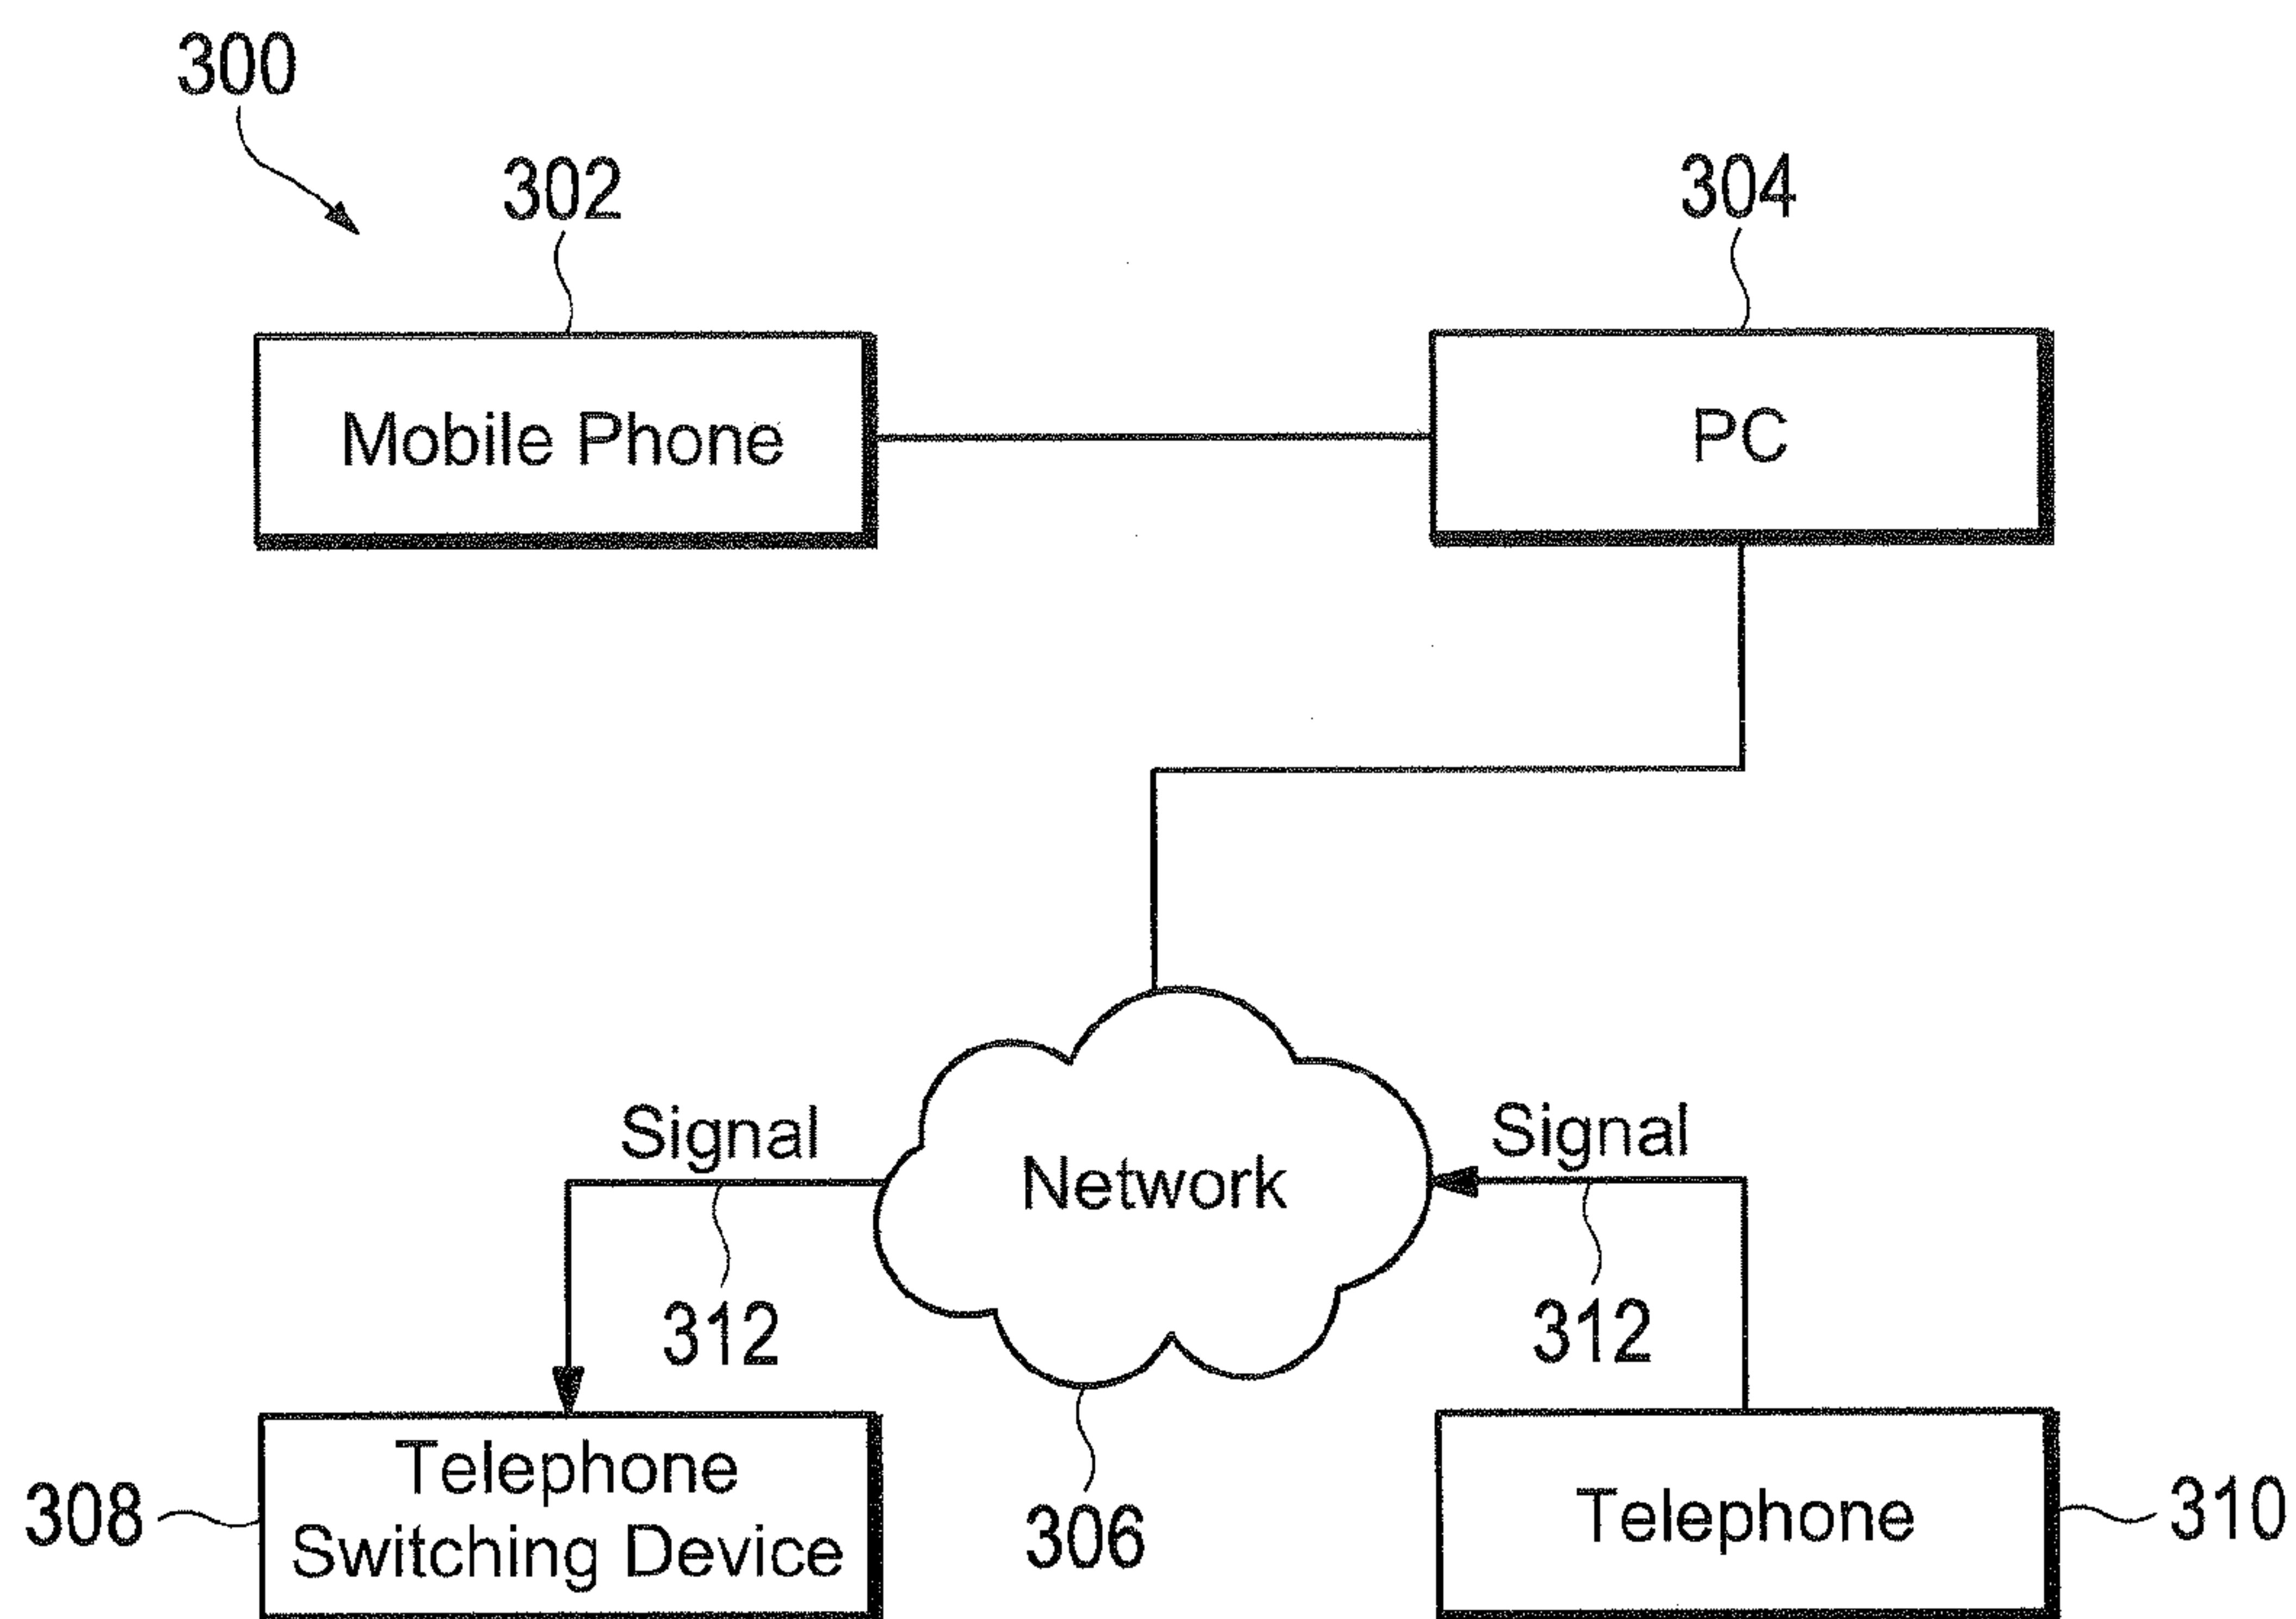 300
302
304
Mobile Phone
PC
Signal
Signal
Network
312
312
308
Telephone
Switching Device
306
Telephone
310